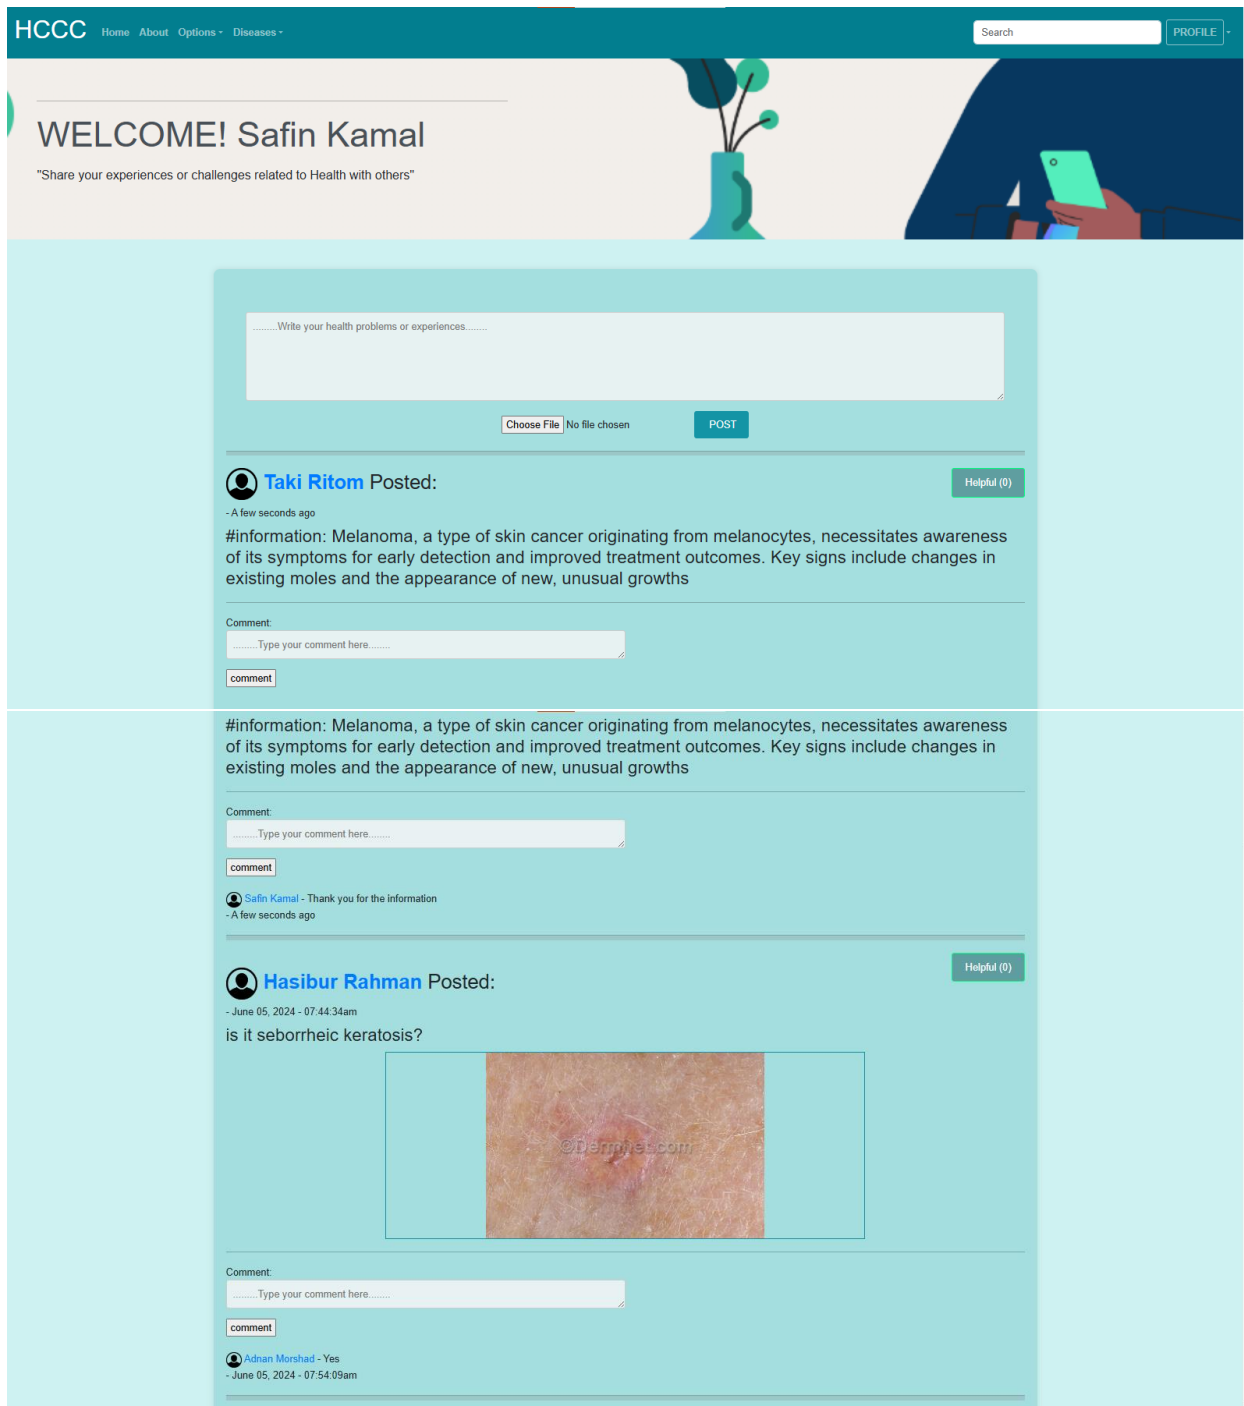 HCCC Home About Options Diseases Search PROFILE
WELCOME! Safin Kamal
"Share your experiences or challenges related to Health with others"
.........Write your health problems or experiences........
Choose File No file chosen POST
Taki Ritom Posted: Helpful (0)
- A few seconds ago
#information: Melanoma, a type of skin cancer originating from melanocytes, necessitates awareness
of its symptoms for early detection and improved treatment outcomes. Key signs include changes in
existing moles and the appearance of new, unusual growths
Comment:
.........Type your comment here........
comment
#information: Melanoma, a type of skin cancer originating from melanocytes, necessitates awareness
of its symptoms for early detection and improved treatment outcomes. Key signs include changes in
existing moles and the appearance of new, unusual growths
Comment:
.........Type your comment here........
comment
Safin Kamal - Thank you for the information
- A few seconds ago
Helpful (0)
Hasibur Rahman Posted:
- June 05, 2024 - 07:44:34am
is it seborrheic keratosis?
©Dermnet.com
Comment:
.........Type your comment here........
comment
Adnan Morshad - Yes
- June 05, 2024 - 07:54:09am